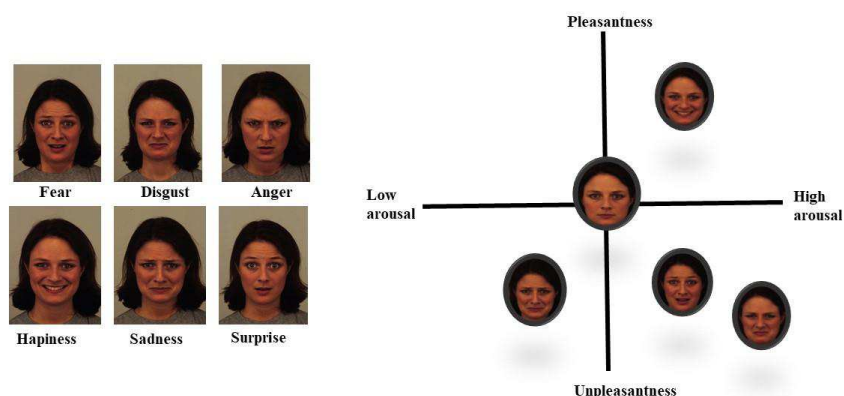 Pleasantness
Fear
Disgust
Anger
Low
arousal
High
arousal
Hapiness
Sadness
Surprise
Unpleasantness